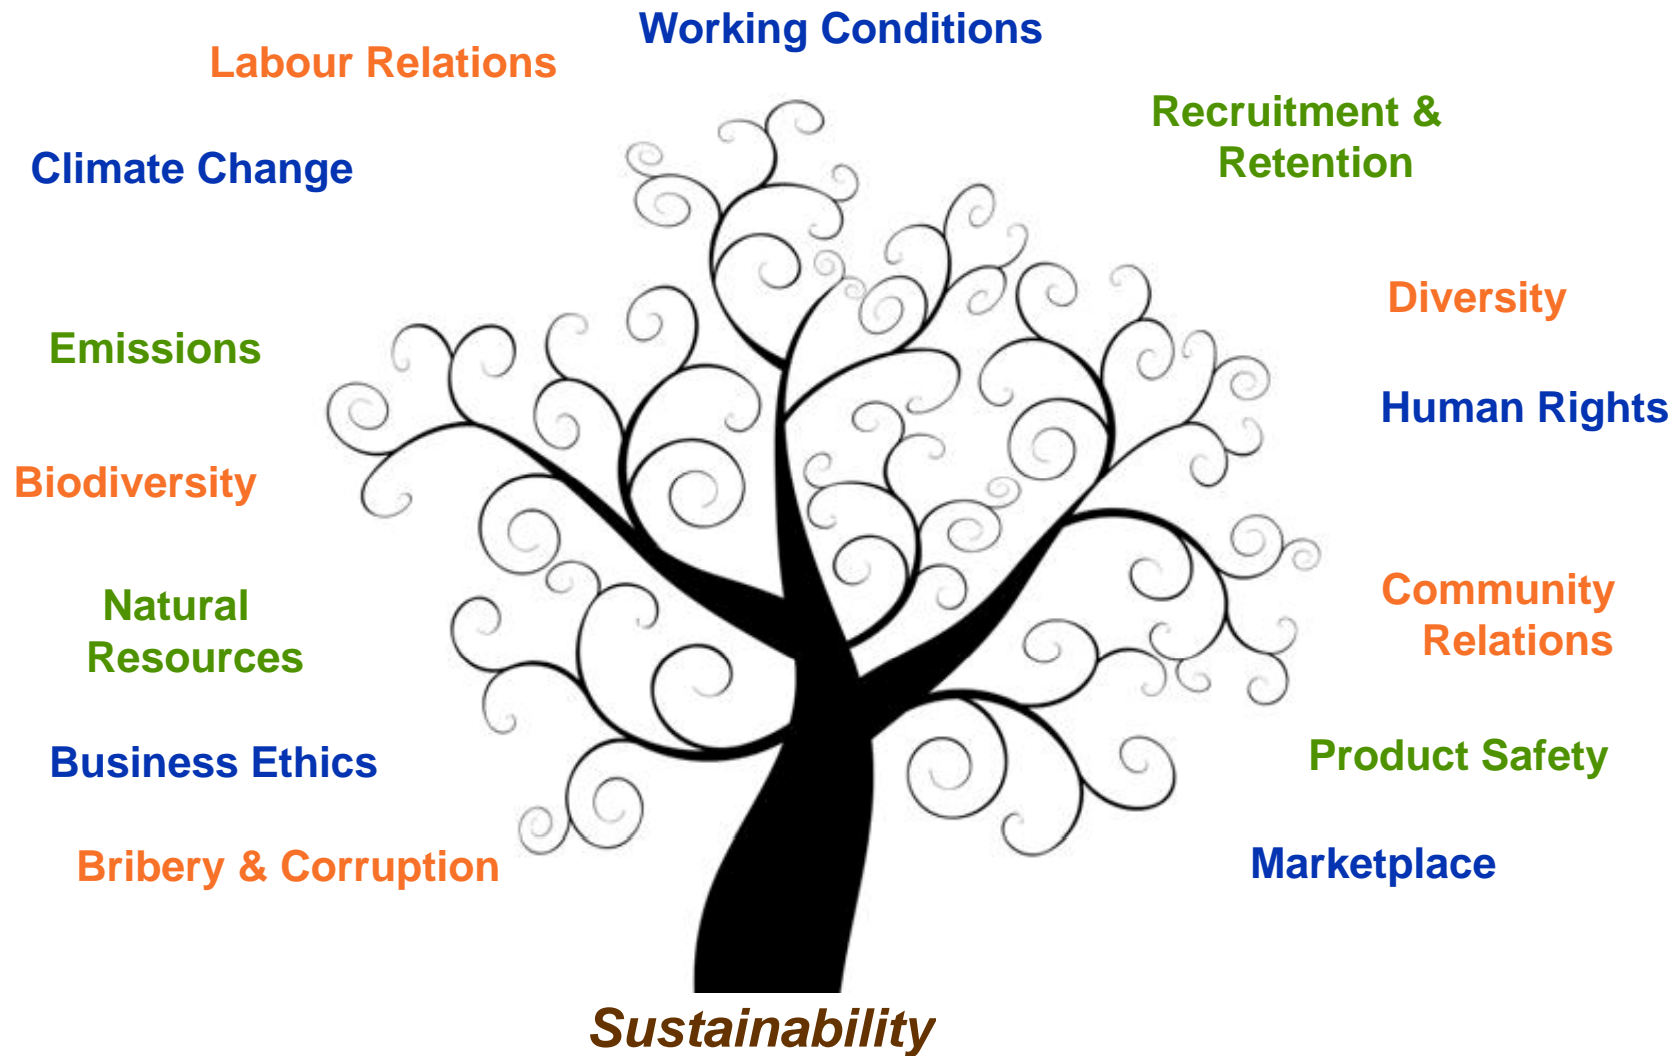 Working Conditions
Labour Relations
Recruitment &
Retention
Climate Change
Diversity
Emissions
Human Rights
Biodiversity
Community
Relations
Natural
Resources
Product Safety
Business Ethics
Marketplace
Bribery & Corruption
Sustainability